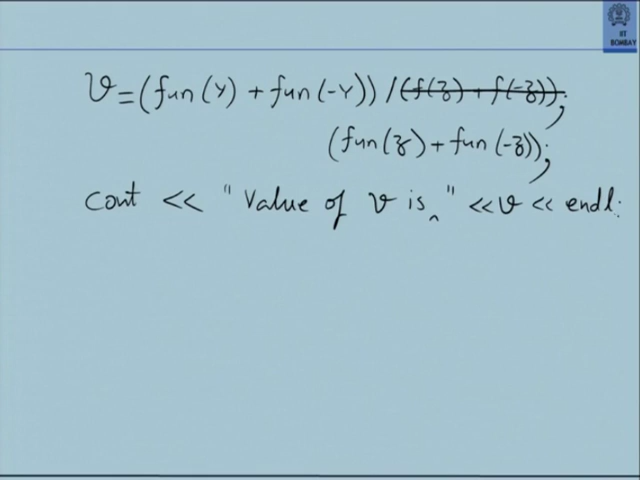 IIT BOMBAY
v = (fun(y) + fun(-y)) / (f(z) + f(-z));
(fun(z) + fun(-z));
cout << "Value of v is " << v << endl;